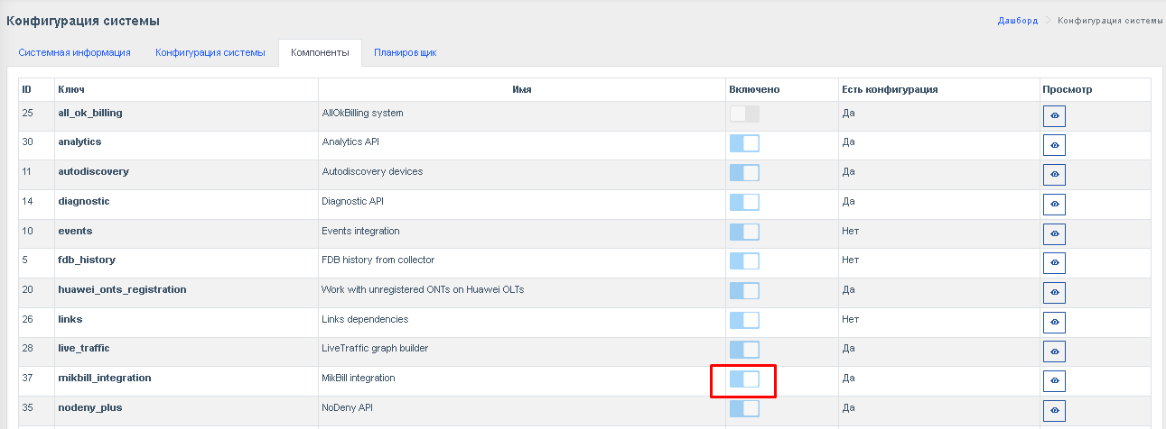 Конфигурация системы
Дашборд > Конфигурация системы
Системная информация Конфигурация системы Компоненты Планировщик
ID Ключ Имя Включено Есть конфигурация Просмотр
25 all_ok_billing AllOkBilling system Да
30 analytics Analytics API Да
11 autodiscovery Autodiscovery devices Да
14 diagnostic Diagnostic API Да
10 events Events integration Нет
5 fdb_history FDB history from collector Нет
20 huawei_onts_registration Work with unregistered ONTs on Huawei OLTs Да
26 links Links dependencies Нет
28 live_traffic LiveTraffic graph builder Да
37 mikbill_integration MikBill integration Да
35 nodeny_plus NoDeny API Да